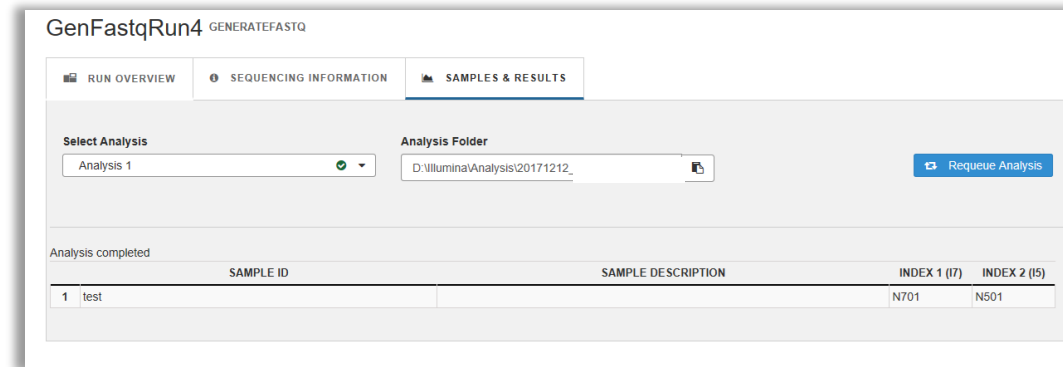 GenFastqRun4 GENERATEFASTQ
RUN OVERVIEW SEQUENCING INFORMATION SAMPLES & RESULTS
Select Analysis Analysis Folder
Analysis 1 D:\Illumina\Analysis\20171212_ Requeue Analysis
Analysis completed
SAMPLE ID SAMPLE DESCRIPTION INDEX 1 (I7) INDEX 2 (I5)
1 test N701 N501